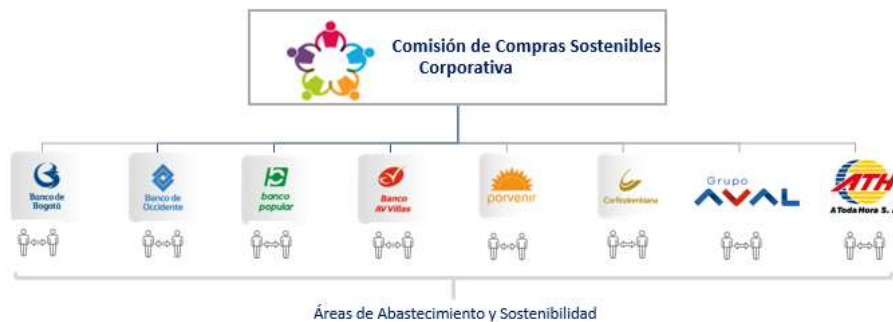 Comisión de Compras Sostenibles
Corporativa
Banco de
Bogotá
Banco de
Occidente
banco
popular
Banco
AV Villas
porvenir
Corficolombiana
Grupo
AVAL
ATH
A Toda Hora S.
Áreas de Abastecimiento y Sostenibilidad